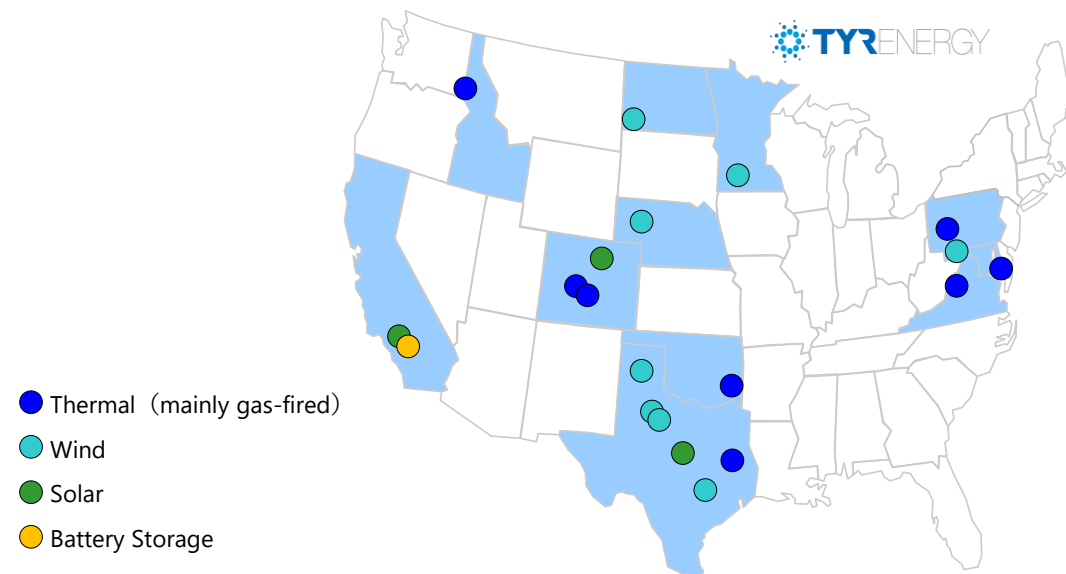 TYRENERGY
Thermal（mainly gas-fired）
Wind
Solar
Battery Storage